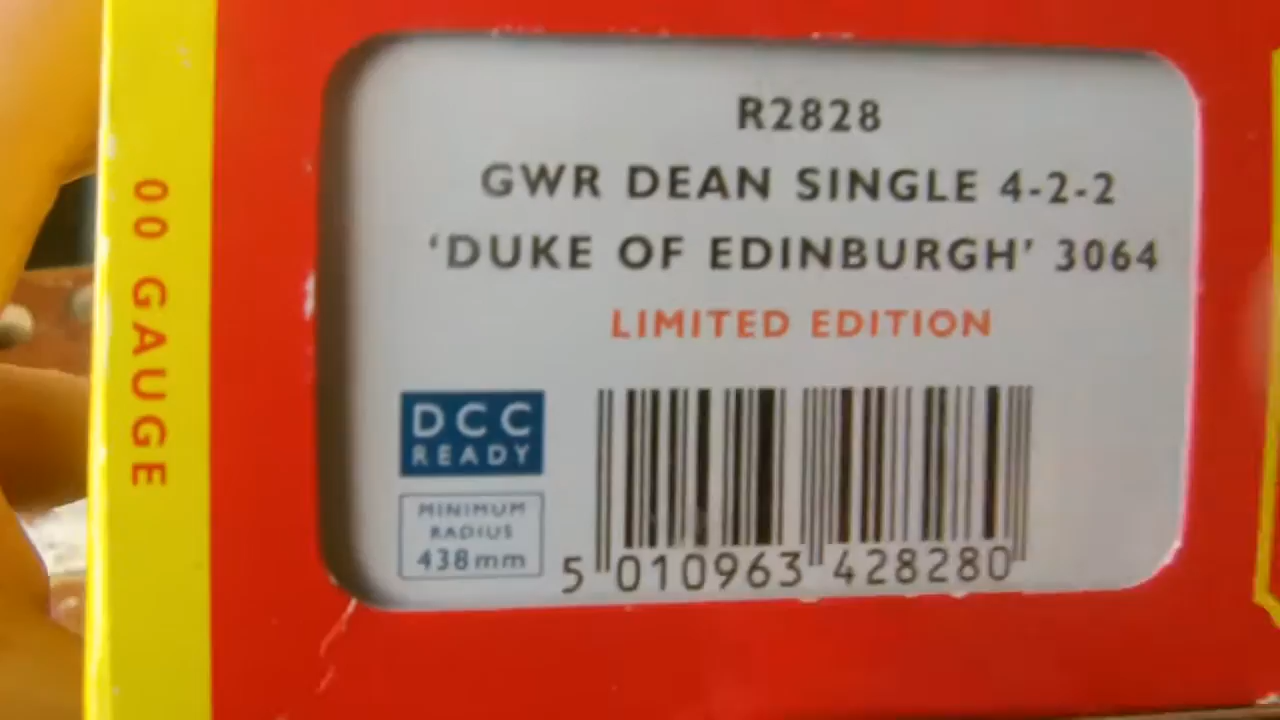 00 GAUGE
R2828
GWR DEAN SINGLE 4-2-2
‘DUKE OF EDINBURGH’ 3064
LIMITED EDITION
DCC
READY
MINIMUM
RADIUS
438mm
5 010963 428280